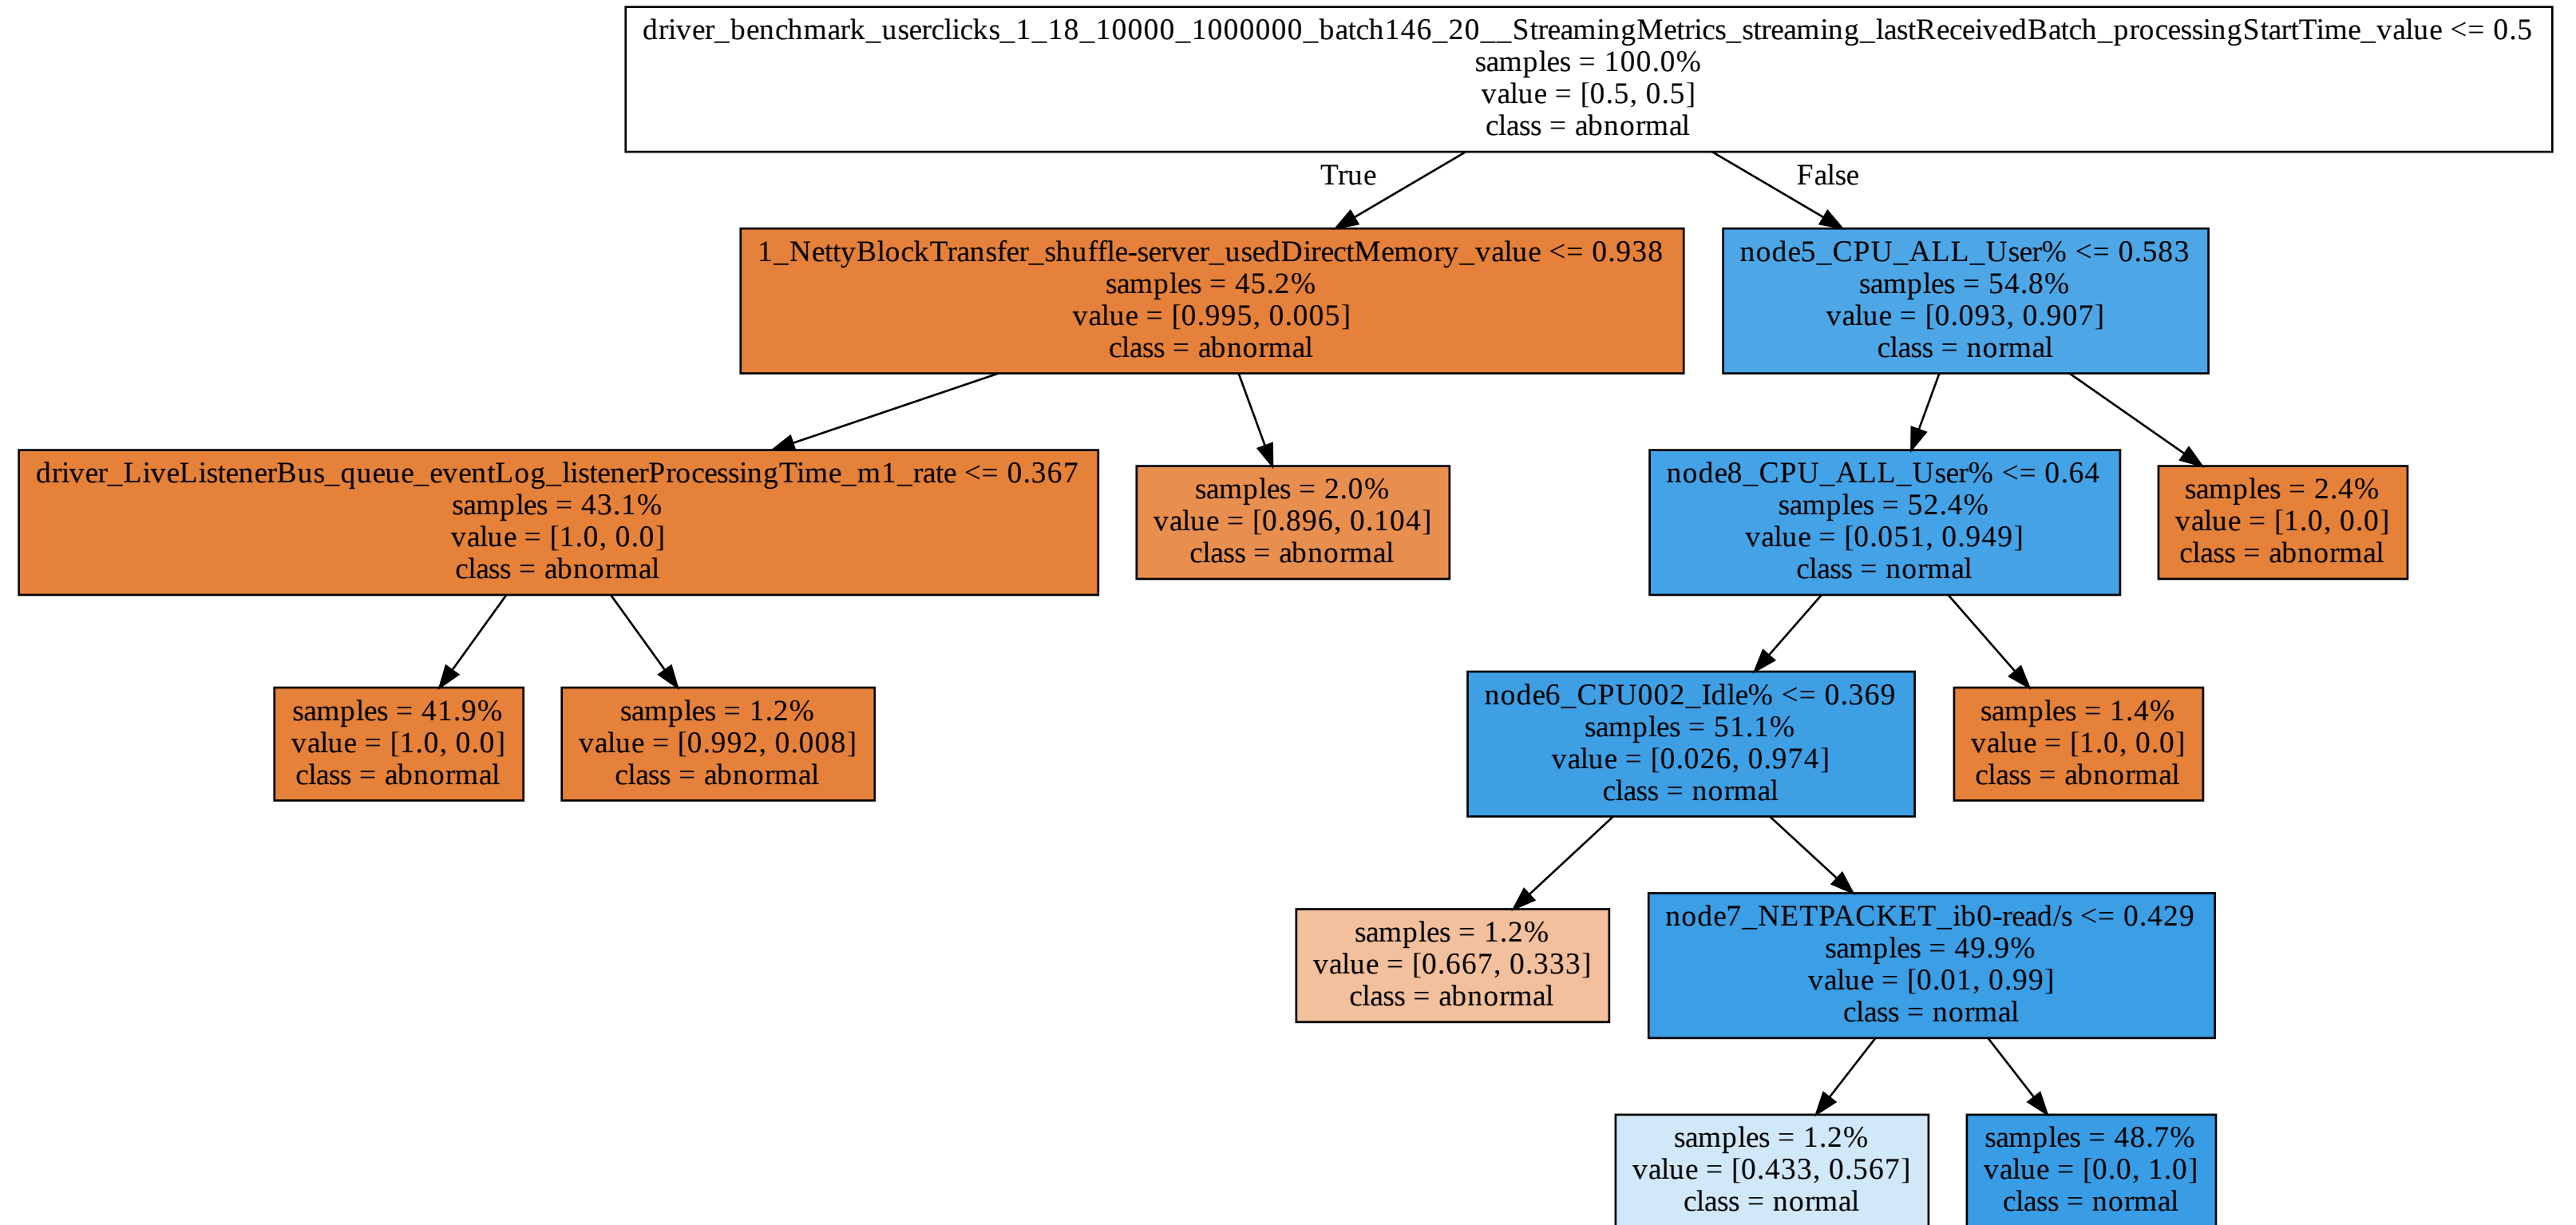 driver_benchmark_userclicks_1_18_10000_1000000_batch146_20__StreamingMetrics_streaming_lastReceivedBatch_processingStartTime_value <= 0.5
samples = 100.0%
value = [0.5, 0.5]
class = abnormal
True
False
1_NettyBlockTransfer_shuffle-server_usedDirectMemory_value <= 0.938
samples = 45.2%
value = [0.995, 0.005]
class = abnormal
node5_CPU_ALL_User% <= 0.583
samples = 54.8%
value = [0.093, 0.907]
class = normal
driver_LiveListenerBus_queue_eventLog_listenerProcessingTime_m1_rate <= 0.367
samples = 43.1%
value = [1.0, 0.0]
class = abnormal
samples = 2.0%
value = [0.896, 0.104]
class = abnormal
node8_CPU_ALL_User% <= 0.64
samples = 52.4%
value = [0.051, 0.949]
class = normal
samples = 2.4%
value = [1.0, 0.0]
class = abnormal
samples = 41.9%
value = [1.0, 0.0]
class = abnormal
samples = 1.2%
value = [0.992, 0.008]
class = abnormal
node6_CPU002_Idle% <= 0.369
samples = 51.1%
value = [0.026, 0.974]
class = normal
samples = 1.4%
value = [1.0, 0.0]
class = abnormal
samples = 1.2%
value = [0.667, 0.333]
class = abnormal
node7_NETPACKET_ib0-read/s <= 0.429
samples = 49.9%
value = [0.01, 0.99]
class = normal
samples = 1.2%
value = [0.433, 0.567]
class = normal
samples = 48.7%
value = [0.0, 1.0]
class = normal